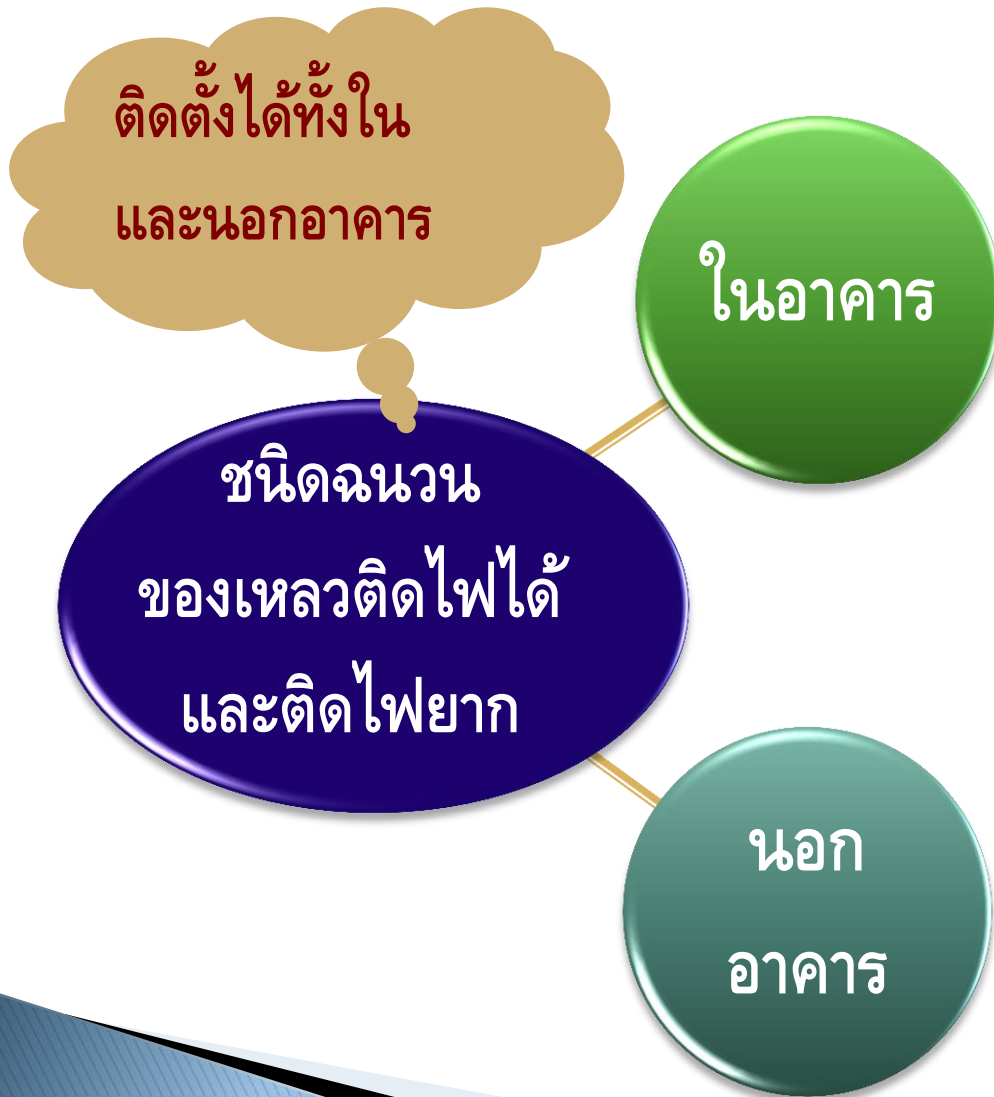 ติดตั้งได้ทั้งใน
และนอกอาคาร
ในอาคาร
ชนิดฉนวน
ของเหลวติดไฟได้
และติดไฟยาก
นอก
อาคาร